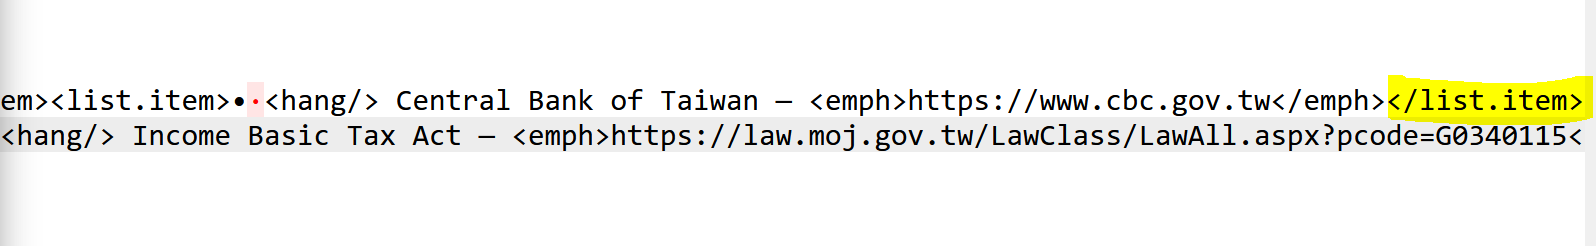 em><list.item>•·<hang/> Central Bank of Taiwan — <emph>https://www.cbc.gov.tw</emph></list.item>
<hang/> Income Basic Tax Act — <emph>https://law.moj.gov.tw/LawClass/LawAll.aspx?pcode=G0340115<